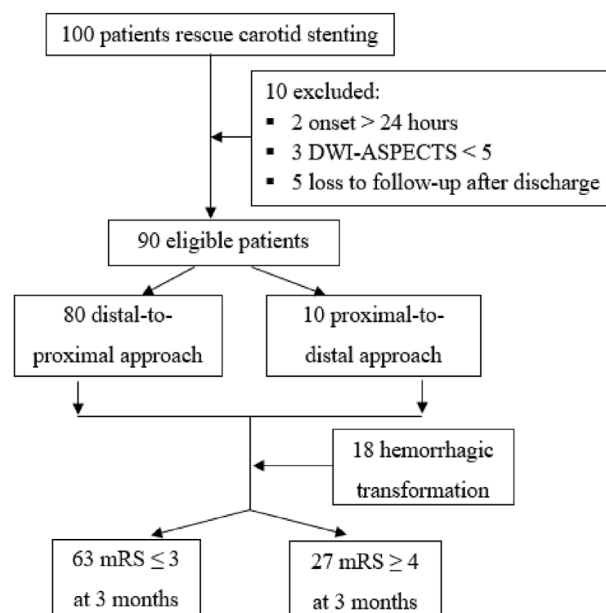 100 patients rescue carotid stenting
10 excluded:
▪ 2 onset > 24 hours
▪ 3 DWI-ASPECTS < 5
▪ 5 loss to follow-up after discharge
90 eligible patients
80 distal-to-
proximal approach
10 proximal-to-
distal approach
18 hemorrhagic
transformation
63 mRS ≤ 3
at 3 months
27 mRS ≥ 4
at 3 months